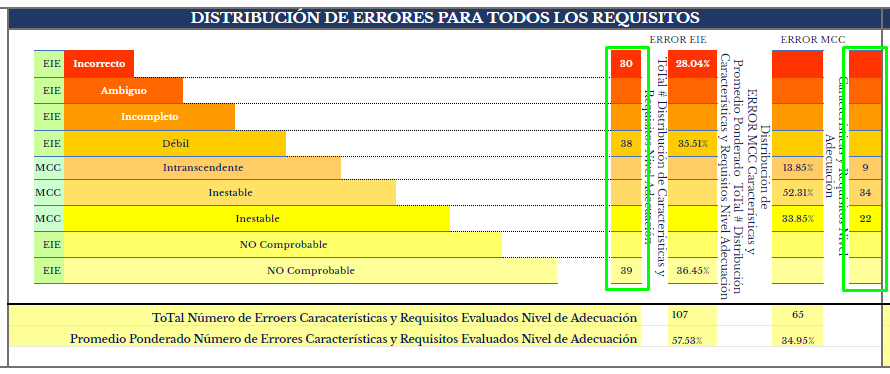 DISTRIBUCIÓN DE ERRORES PARA TODOS LOS REQUISITOS
ERROR EIE ERROR MCC
EIE Incorrecto 30 28.04%
EIE Ambiguo
EIE Incompleto
EIE Débil 38 35.51%
MCC Intranscendente 13.85% 9
MCC Inestable 52.31% 34
MCC Inestable 33.85% 22
EIE NO Comprobable
EIE NO Comprobable 39 36.45%
ToTal # Distribución de Características y
Requisitos Nivel Adecuación
Promedio Ponderado ToTal # Distribución
Características y Requisitos Nivel Adecuación
Distribución de
ERROR MCC Características y
Características y Requisitos Nivel
Adecuación
ToTal Número de Erroers Caracaterísticas y Requisitos Evaluados Nivel de Adecuación 107 65
Promedio Ponderado Número de Errores Características y Requisitos Evaluados Nivel de Adecuación 57.53% 34.95%